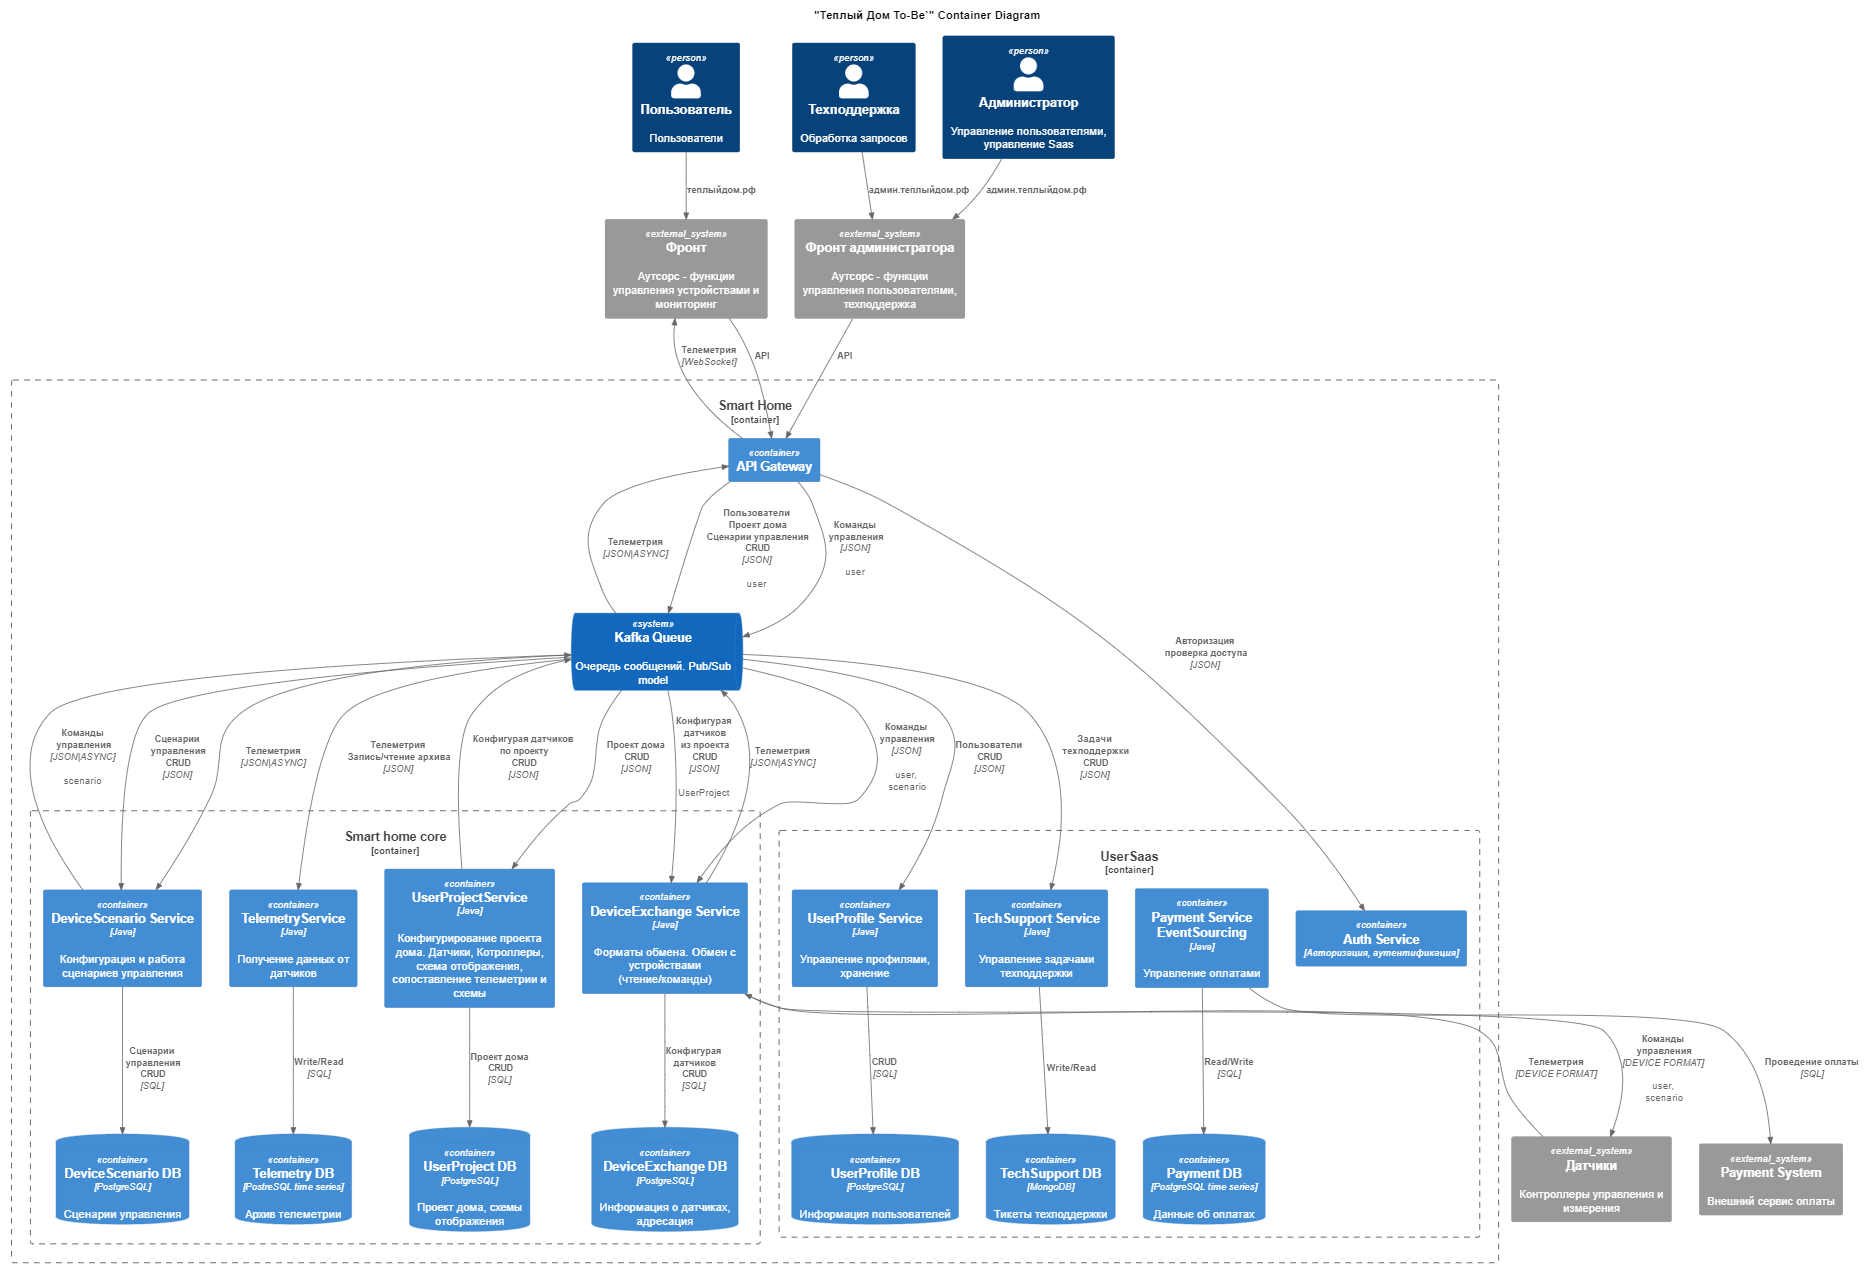 "Теплый Дом To-Be`" Container Diagram
«person»
Пользователь
Пользователи
«person»
Техподдержка
Обработка запросов
«person»
Администратор
Управление пользователями,
управление Saas
теплыйдом.рф
админ.теплыйдом.рф
админ.теплыйдом.рф
«external_system»
Фронт
Аутсорс - функции
управления устройствами и
мониторинг
«external_system»
Фронт администратора
Аутсорс - функции
управления пользователями,
техподдержка
Телеметрия
[WebSocket]
API
API
Smart Home
[container]
«container»
API Gateway
Телеметрия
[JSON|ASYNC]
Пользователи
Проект дома
Сценарии управления
CRUD
[JSON]
user
Команды
управления
[JSON]
user
Авторизация
проверка доступа
[JSON]
«system»
Kafka Queue
Очередь сообщений. Pub/Sub
model
Команды
управления
[JSON|ASYNC]
scenario
Сценарии
управления
CRUD
[JSON]
Телеметрия
[JSON|ASYNC]
Телеметрия
Запись/чтение архива
[JSON]
Конфигурая датчиков
по проекту
CRUD
[JSON]
Проект дома
CRUD
[JSON]
Конфигурая
датчиков
из проекта
CRUD
[JSON]
UserProject
Телеметрия
[JSON|ASYNC]
Команды
управления
[JSON]
user,
scenario
Пользователи
CRUD
[JSON]
Задачи
техподдержки
CRUD
[JSON]
Smart home core
[container]
UserSaas
[container]
«container»
DeviceScenario Service
[Java]
Конфигурация и работа
сценариев управления
«container»
TelemetryService
[Java]
Получение данных от
датчиков
«container»
UserProjectService
[Java]
Конфигурирование проекта
дома. Датчики, Котроллеры,
схема отображения,
сопоставление телеметрии и
схемы
«container»
DeviceExchange Service
[Java]
Форматы обмена. Обмен с
устройствами
(чтение/команды)
«container»
UserProfile Service
[Java]
Управление профилями,
хранение
«container»
TechSupport Service
[Java]
Управление задачами
техподдержки
«container»
Payment Service
EventSourcing
[Java]
Управление оплатами
«container»
Auth Service
[Авторизация, аутентификация]
Сценарии
управления
CRUD
[SQL]
Write/Read
[SQL]
Проект дома
CRUD
[SQL]
Конфигурая
датчиков
CRUD
[SQL]
CRUD
[SQL]
Write/Read
Read/Write
[SQL]
Телеметрия
[DEVICE FORMAT]
Команды
управления
[DEVICE FORMAT]
user,
scenario
Проведение оплаты
[SQL]
«container»
DeviceScenario DB
[PostgreSQL]
Сценарии управления
«container»
Telemetry DB
[PostreSQL time series]
Архив телеметрии
«container»
UserProject DB
[PostgreSQL]
Проект дома, схемы
отображения
«container»
DeviceExchange DB
[PostgreSQL]
Информация о датчиках,
адресация
«container»
UserProfile DB
[PostgreSQL]
Информация пользователей
«container»
TechSupport DB
[MongoDB]
Тикеты техподдержки
«container»
Payment DB
[PostgreSQL time series]
Данные об оплатах
«external_system»
Датчики
Контроллеры управления и
измерения
«external_system»
Payment System
Внешний сервис оплаты